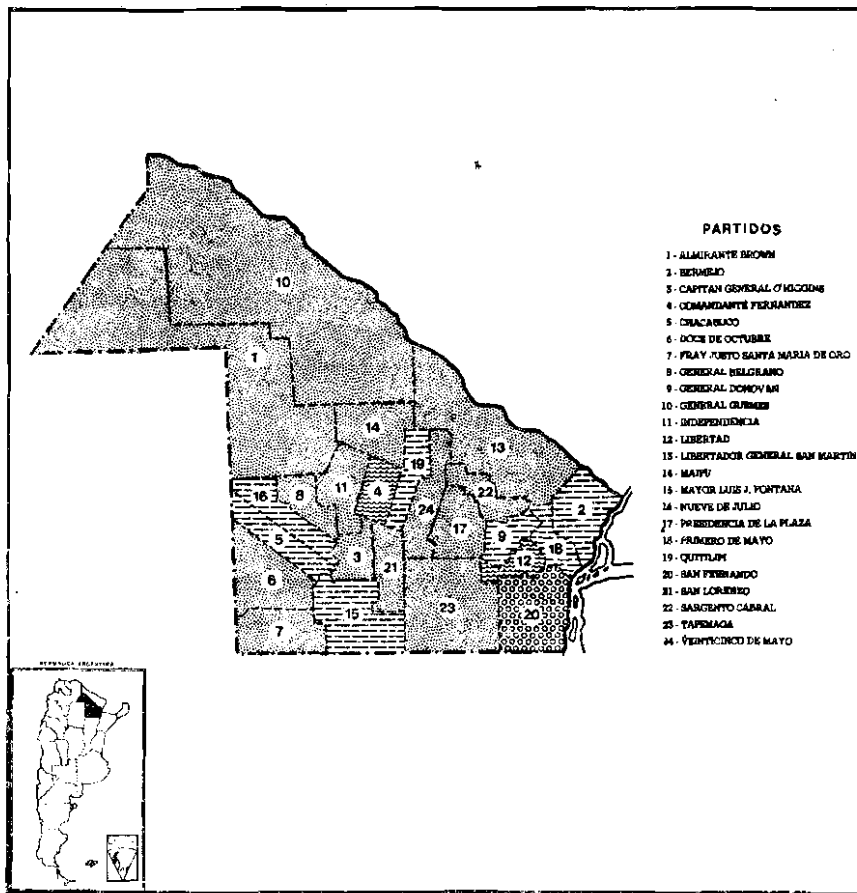 PARTIDOS
1 - ALMIRANTE BROWN
2 - BERMEJO
3 - CAPITAN GENERAL O'HIGGINS
4 - COMANDANTE FERNANDEZ
5 - CHACABUCO
6 - DOCE DE OCTUBRE
7 - FRAY JUSTO SANTA MARIA DE ORO
8 - GENERAL BELGRANO
9 - GENERAL DONOVAN
10 - GENERAL GUEMES
11 - INDEPENDENCIA
12 - LIBERTAD
13 - LIBERTADOR GENERAL SAN MARTIN
14 - MAIPU
15 - MAYOR LUIS J. FONTANA
16 - NUEVE DE JULIO
17 - PRESIDENCIA DE LA PLAZA
18 - PRIMERO DE MAYO
19 - QUITILIPI
20 - SAN FERNANDO
21 - SAN LORENZO
22 - SARGENTO CABRAL
23 - TAPENAGA
24 - VEINTICINCO DE MAYO
10
1
14
13
19
16
8
11
4
22
24
2
17
5
9
18
12
3
21
6
23
20
15
7
REPUBLICA ARGENTINA